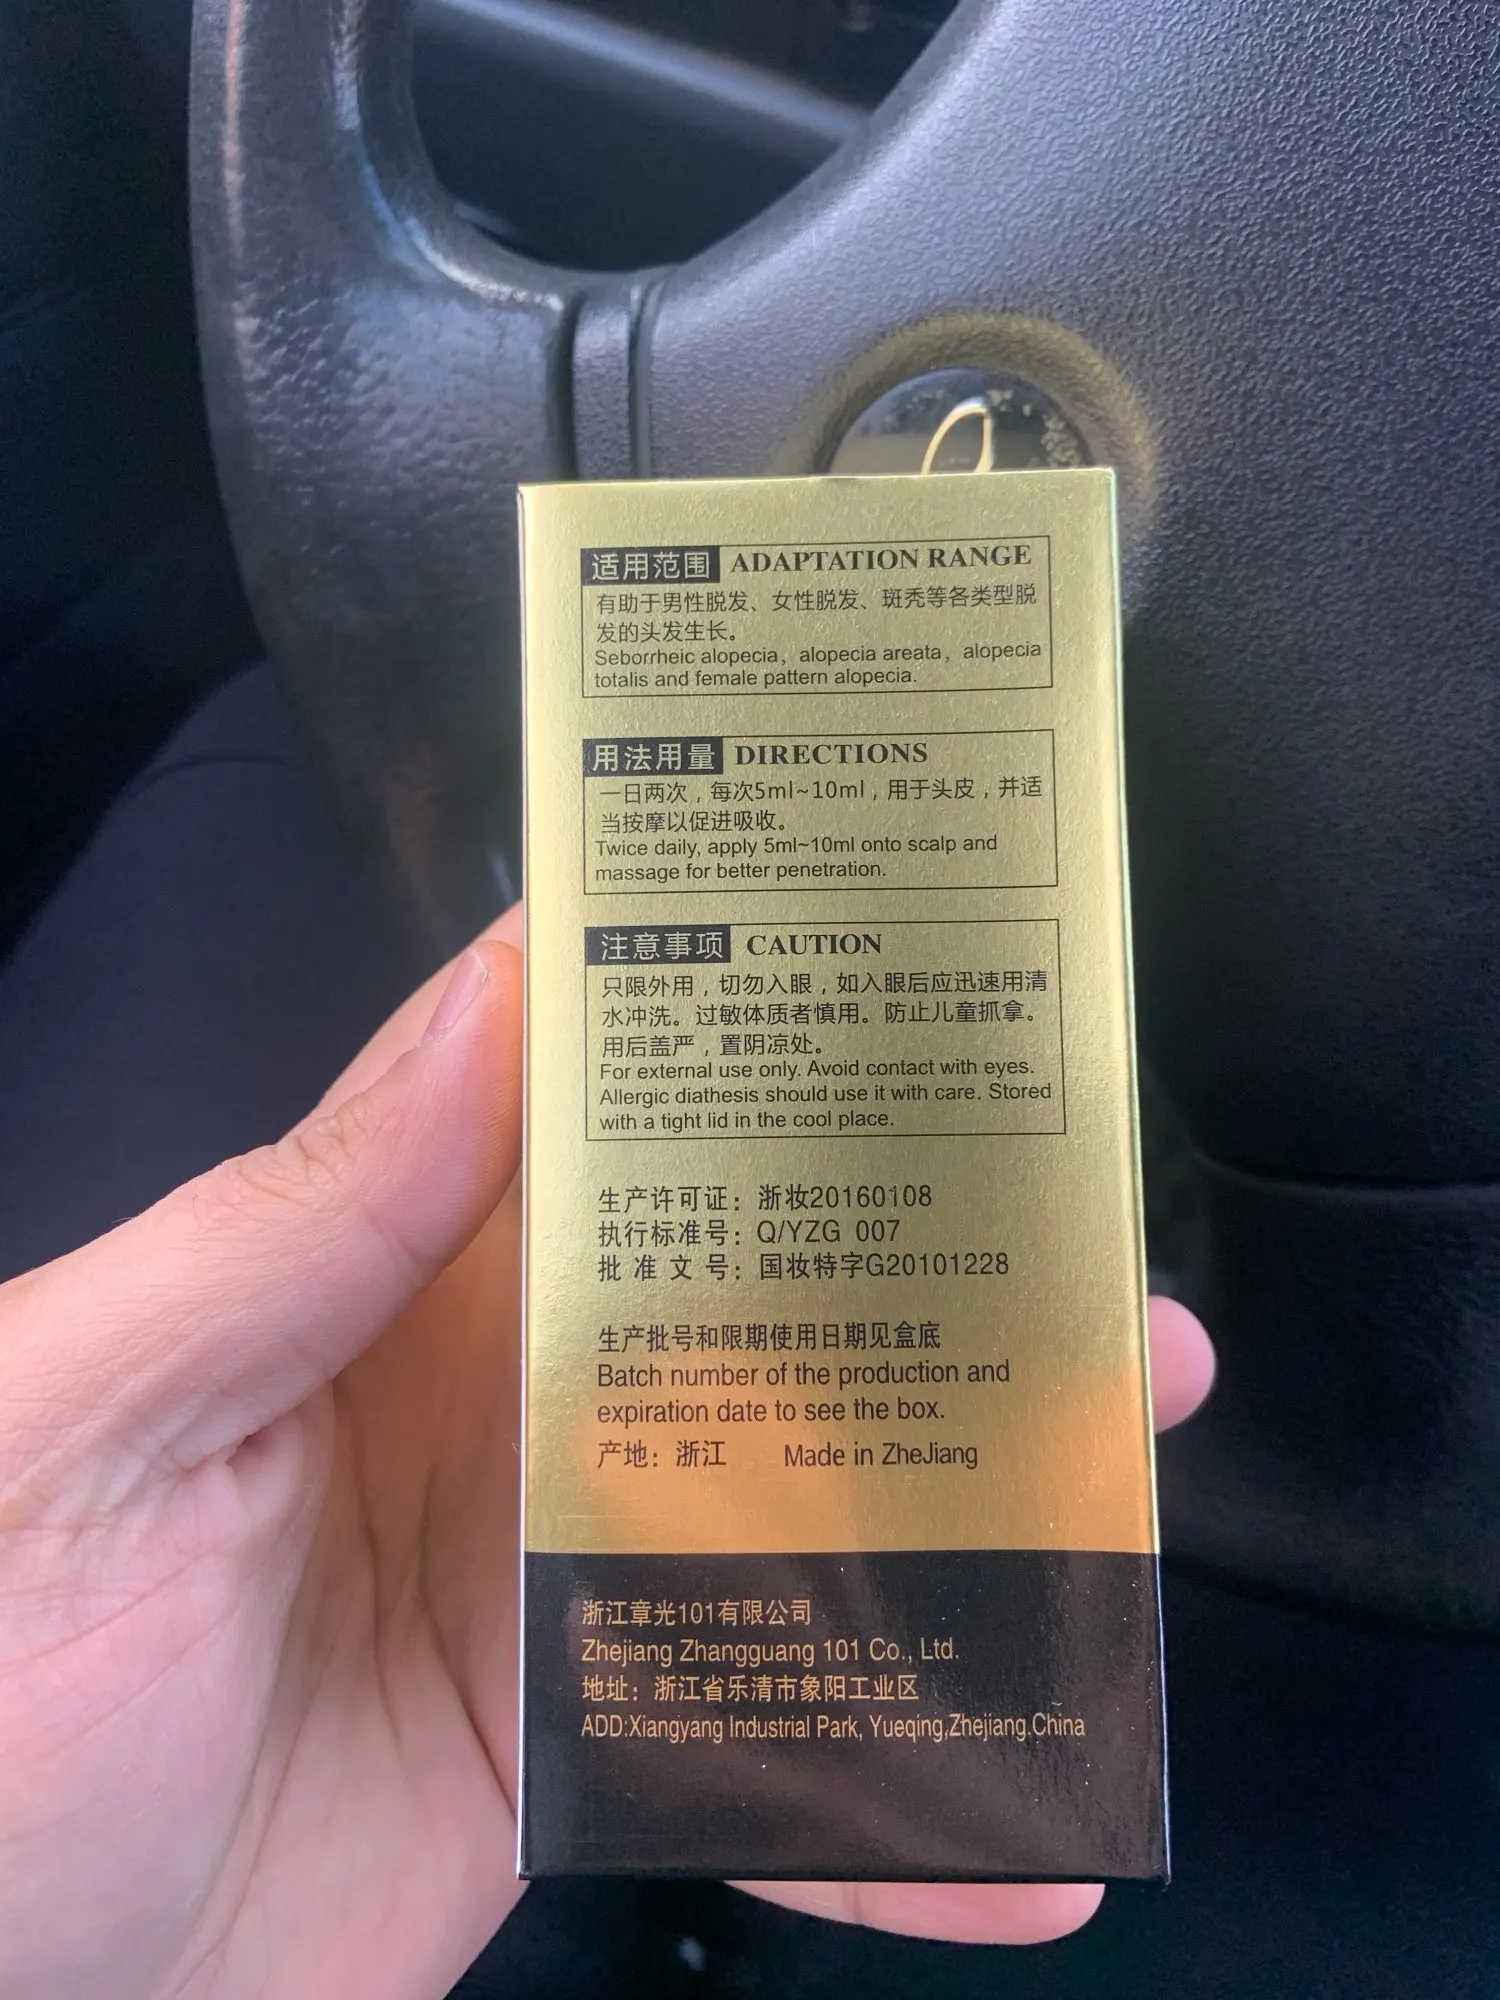 适用范围 ADAPTATION RANGE
有助于男性脱发、女性脱发、斑秃等各类型脱
发的头发生长。
Seborrheic alopecia, alopecia areata, alopecia
totalis and female pattern alopecia.
用法用量 DIRECTIONS
一日两次，每次5ml~10ml，用于头皮，并适
当按摩以促进吸收。
Twice daily, apply 5ml~10ml onto scalp and
massage for better penetration.
注意事项 CAUTION
只限外用，切勿入眼，如入眼后应迅速用清
水冲洗。过敏体质者慎用。防止儿童抓拿。
用后盖严，置阴凉处。
For external use only. Avoid contact with eyes.
Allergic diathesis should use it with care. Stored
with a tight lid in the cool place.
生产许可证：浙妆20160108
执行标准号：Q/YZG 007
批 准 文 号：国妆特字G20101228
生产批号和限期使用日期见盒底
Batch number of the production and
expiration date to see the box.
产地：浙江 Made in ZheJiang
浙江章光101有限公司
Zhejiang Zhangguang 101 Co., Ltd.
地址：浙江省乐清市象阳工业区
ADD:Xiangyang Industrial Park, Yueqing,Zhejiang.China